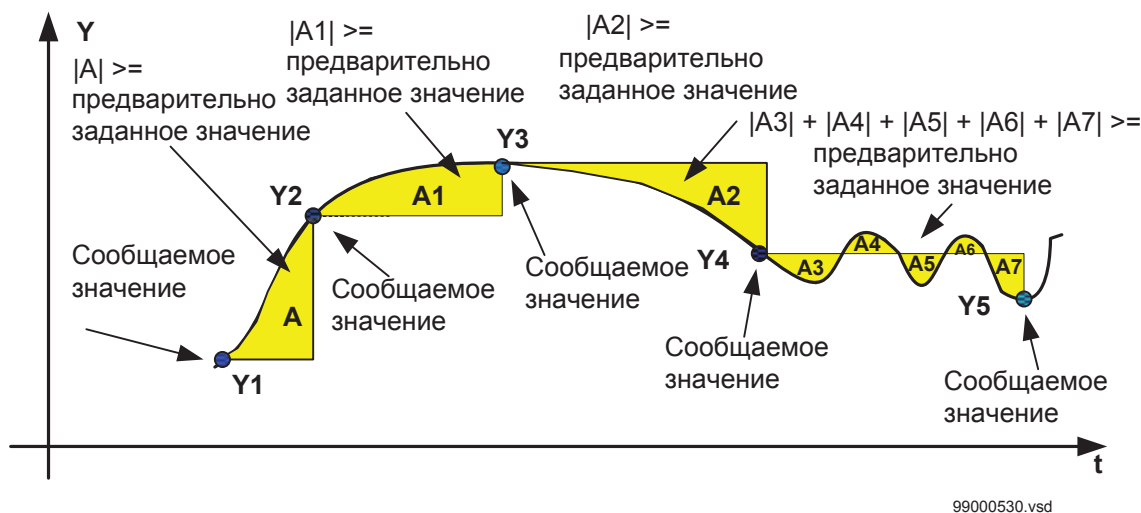 Y
|A| >=
предварительно
заданное значение
|A1| >=
предварительно
заданное значение
|A2| >=
предварительно
заданное значение
|A3| + |A4| + |A5| + |A6| + |A7| >=
предварительно
заданное значение
Y3
Y2
A1
A2
Сообщаемое
значение
Сообщаемое
значение
Сообщаемое
значение
Y4
A3
A4
A5
A6
A7
A
Y1
Y5
Сообщаемое
значение
Сообщаемое
значение
t
99000530.vsd